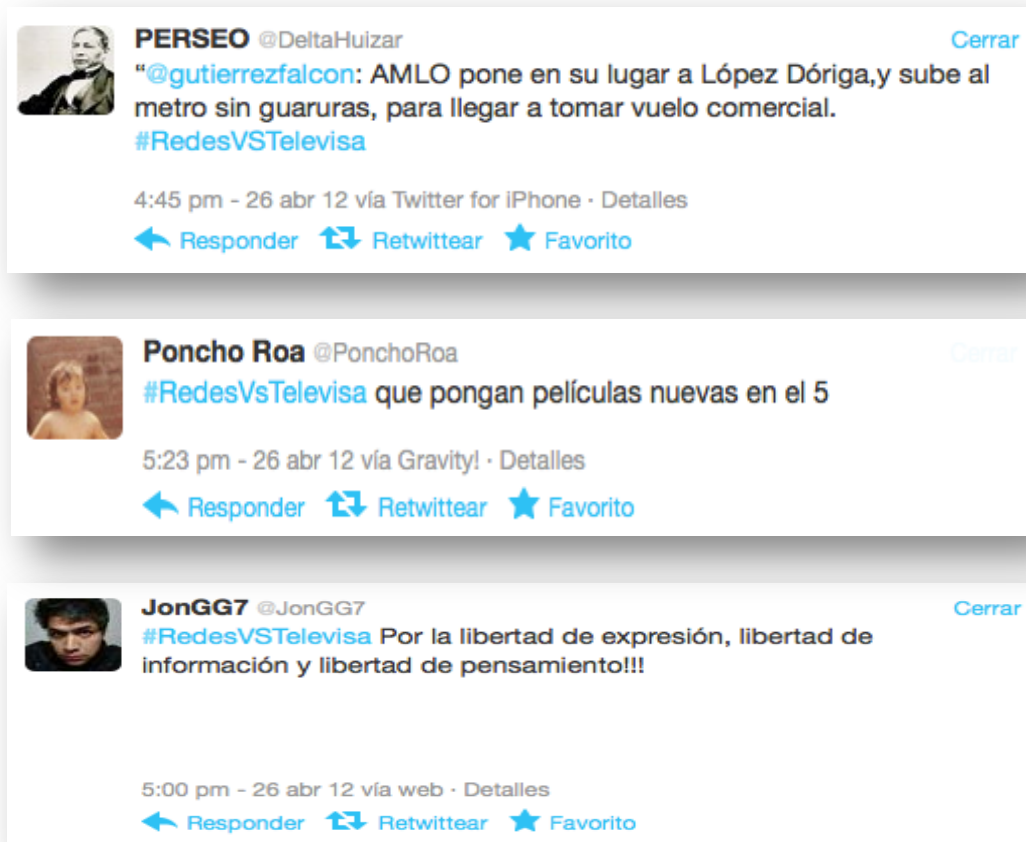 PERSEO @DeltaHuizar Cerrar
“@gutierrezfalcon: AMLO pone en su lugar a López Dóriga,y sube al
metro sin guaruras, para llegar a tomar vuelo comercial.
#RedesVSTelevisa
4:45 pm - 26 abr 12 vía Twitter for iPhone · Detalles
Responder Retwittear Favorito
Poncho Roa @PonchoRoa Cerrar
#RedesVsTelevisa que pongan películas nuevas en el 5
5:23 pm - 26 abr 12 vía Gravity! · Detalles
Responder Retwittear Favorito
JonGG7 @JonGG7 Cerrar
#RedesVSTelevisa Por la libertad de expresión, libertad de
información y libertad de pensamiento!!!
5:00 pm - 26 abr 12 vía web · Detalles
Responder Retwittear Favorito